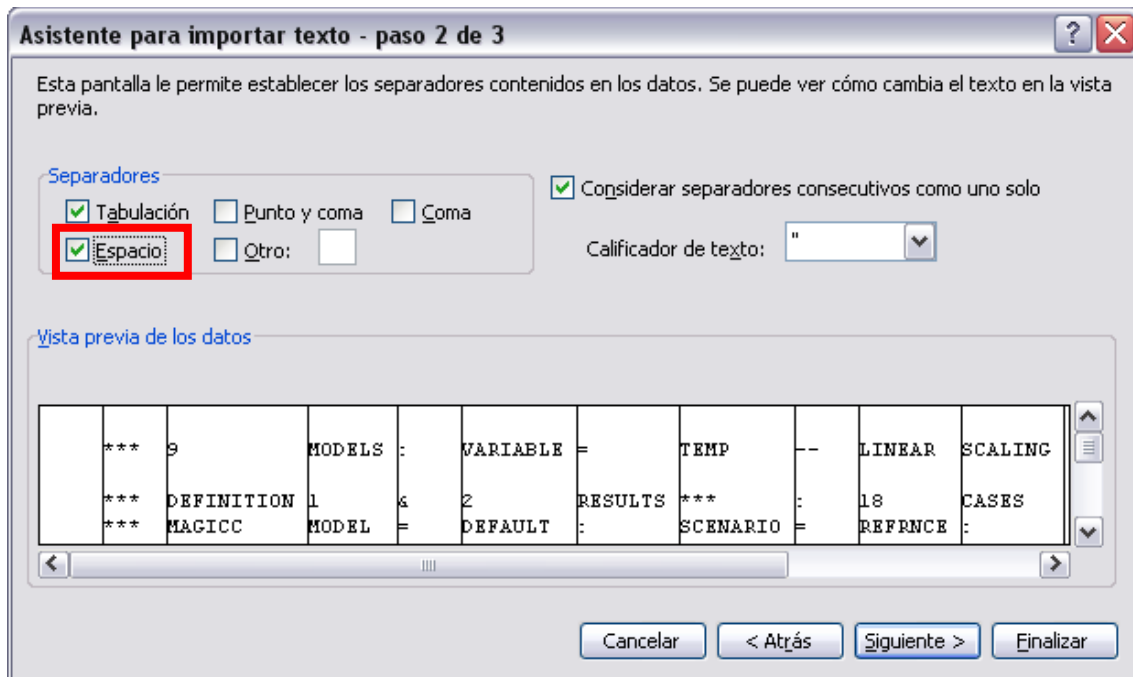 Asistente para importar texto - paso 2 de 3
Esta pantalla le permite establecer los separadores contenidos en los datos. Se puede ver cómo cambia el texto en la vista
previa.
Separadores
Tabulación Punto y coma Coma
Espacio Otro:
Considerar separadores consecutivos como uno solo
Calificador de texto: "
Vista previa de los datos
*** 9 MODELS : VARIABLE = TEMP -- LINEAR SCALING
*** DEFINITION 1 & 2 RESULTS *** : 18 CASES
*** MAGICC MODEL = DEFAULT : SCENARIO = REFRNCE :
Cancelar < Atrás Siguiente > Finalizar